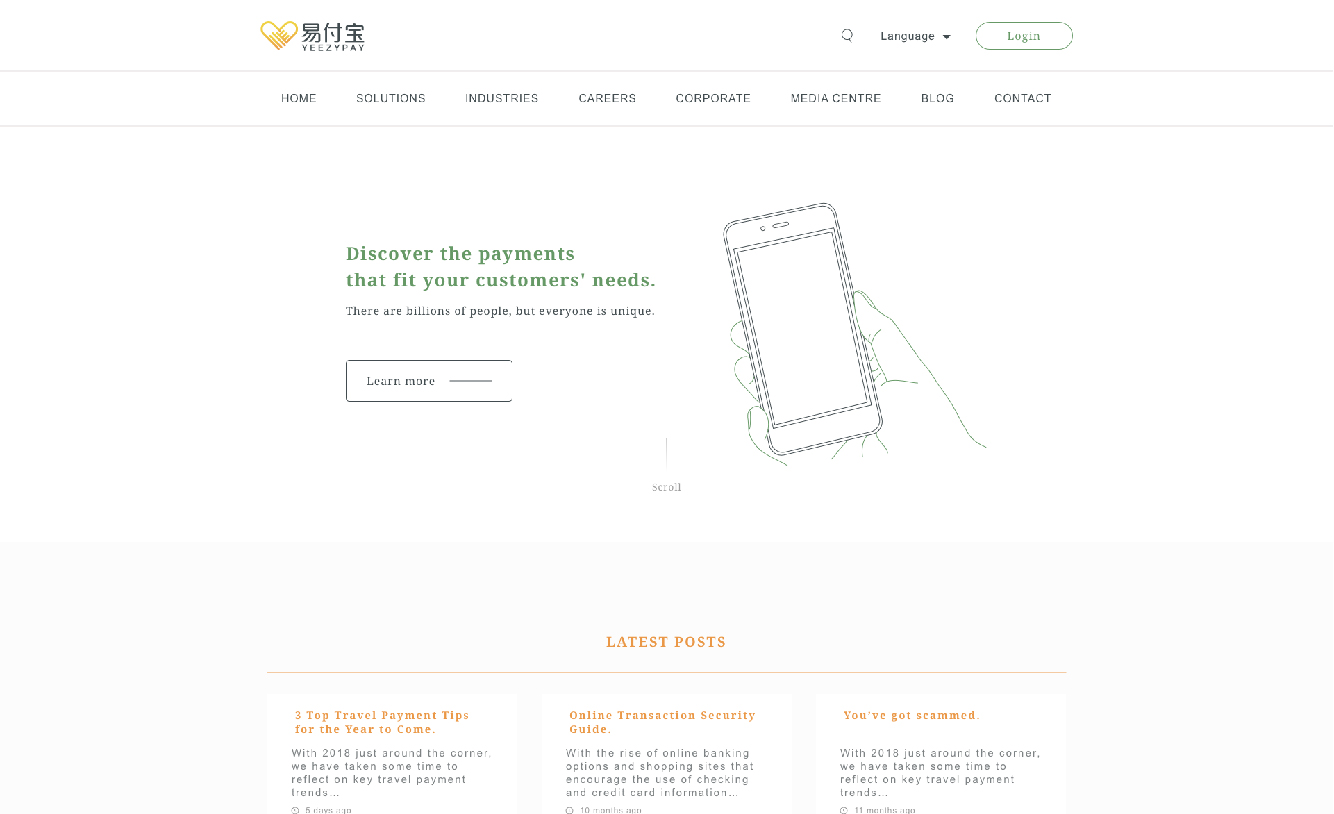 易付宝
YEEZYPAY
Language
Login
HOME
SOLUTIONS
INDUSTRIES
CAREERS
CORPORATE
MEDIA CENTRE
BLOG
CONTACT
Discover the payments
that fit your customers' needs.
There are billions of people, but everyone is unique.
Learn more
Scroll
LATEST POSTS
3 Top Travel Payment Tips
for the Year to Come.
With 2018 just around the corner,
we have taken some time to
reflect on key travel payment
trends...
5 days ago
Online Transaction Security
Guide.
With the rise of online banking
options and shopping sites that
encourage the use of checking
and credit card information...
10 months ago
You've got scammed.
With 2018 just around the corner,
we have taken some time to
reflect on key travel payment
trends...
11 months ago